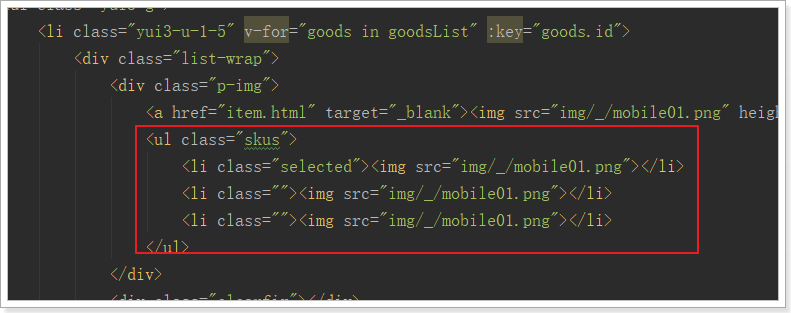 <li class="yui3-u-1-5" v-for="goods in goodsList" :key="goods.id">
<div class="list-wrap">
<div class="p-img">
<a href="item.html" target="_blank"><img src="img/_/mobile01.png" heigh
<ul class="skus">
<li class="selected"><img src="img/_/mobile01.png"></li>
<li class=""><img src="img/_/mobile01.png"></li>
<li class=""><img src="img/_/mobile01.png"></li>
</ul>
</div>